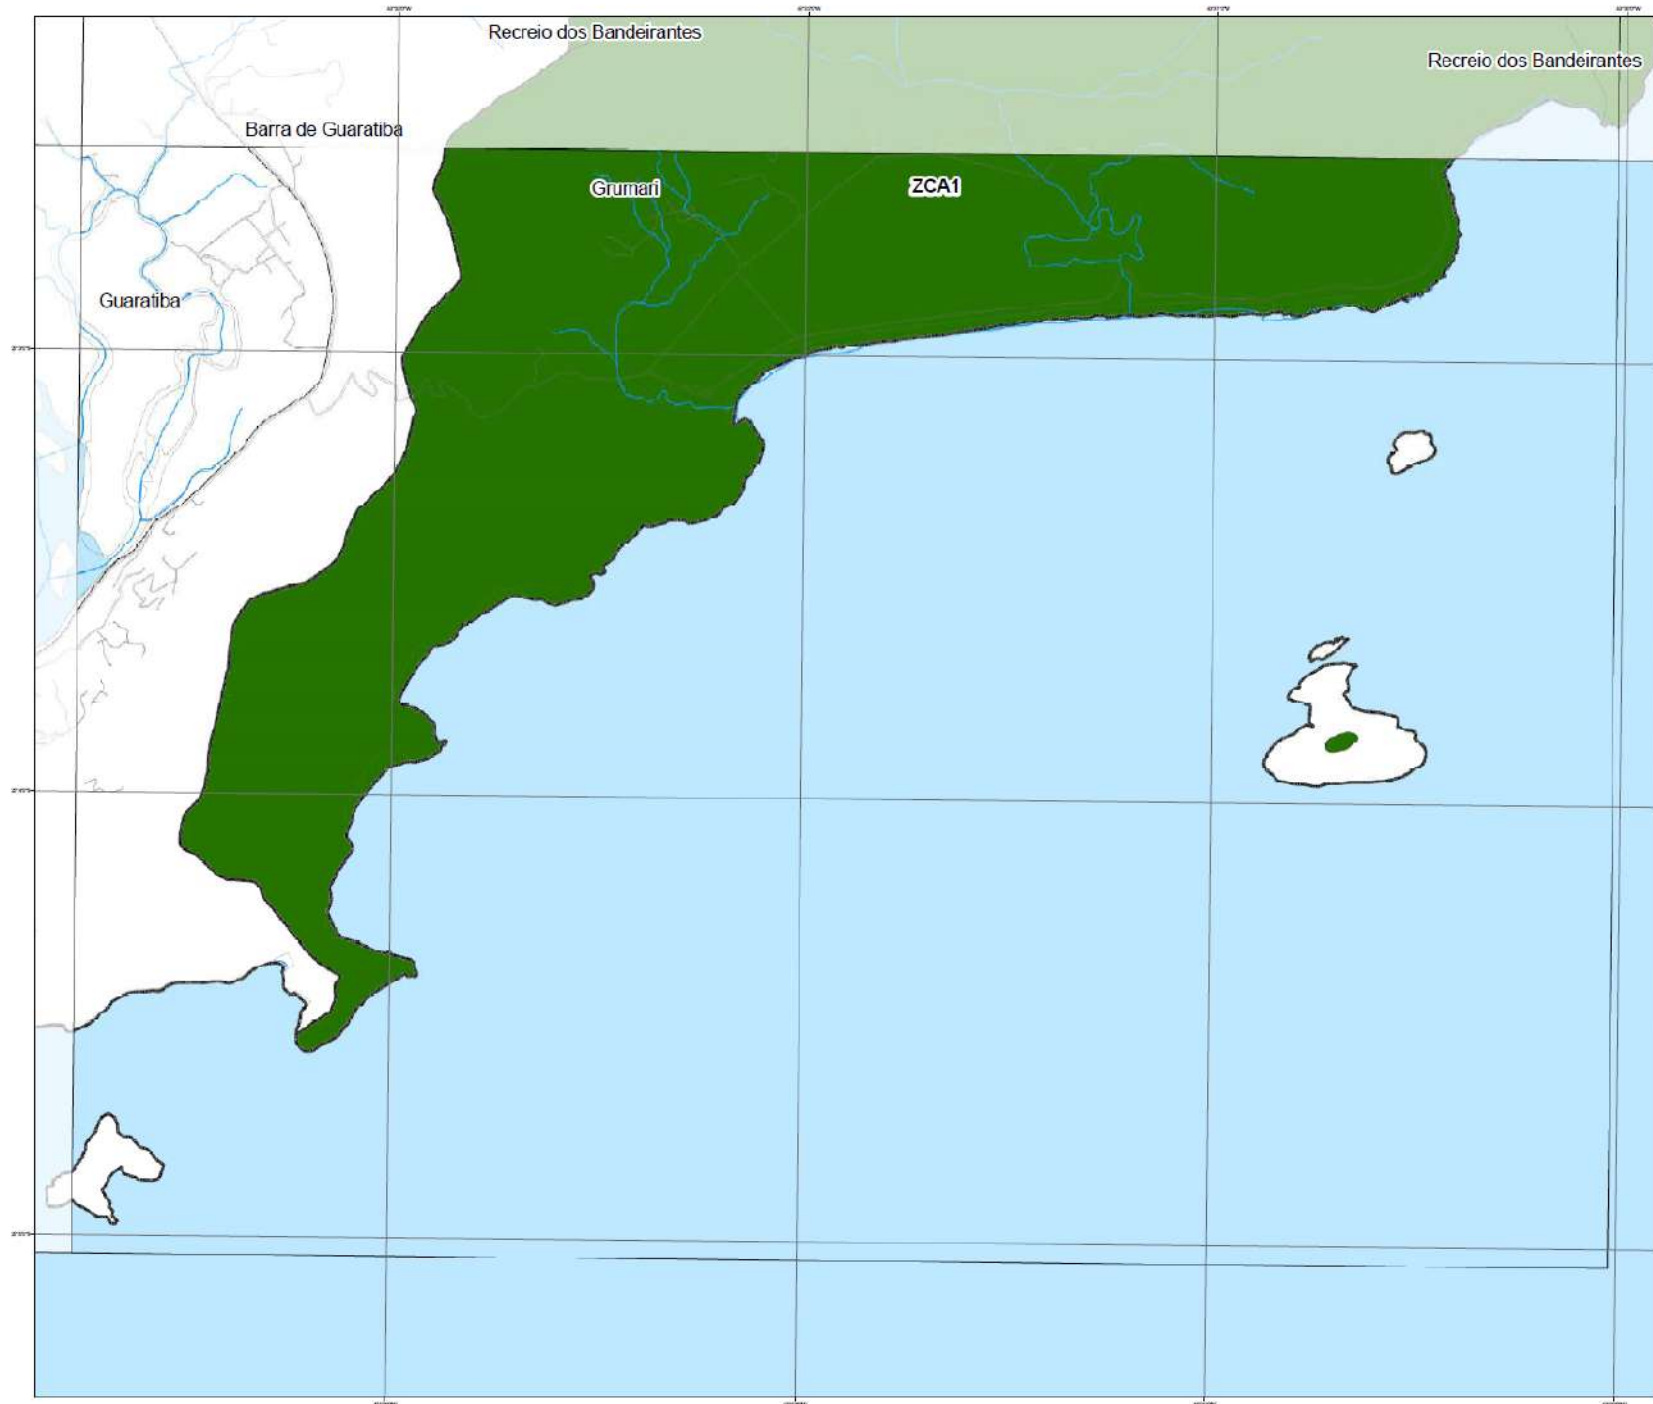 Recreio dos Bandeirantes
Recreio dos Bandeirantes
Barra de Guaratiba
Grumari
ZCA1
Guaratiba